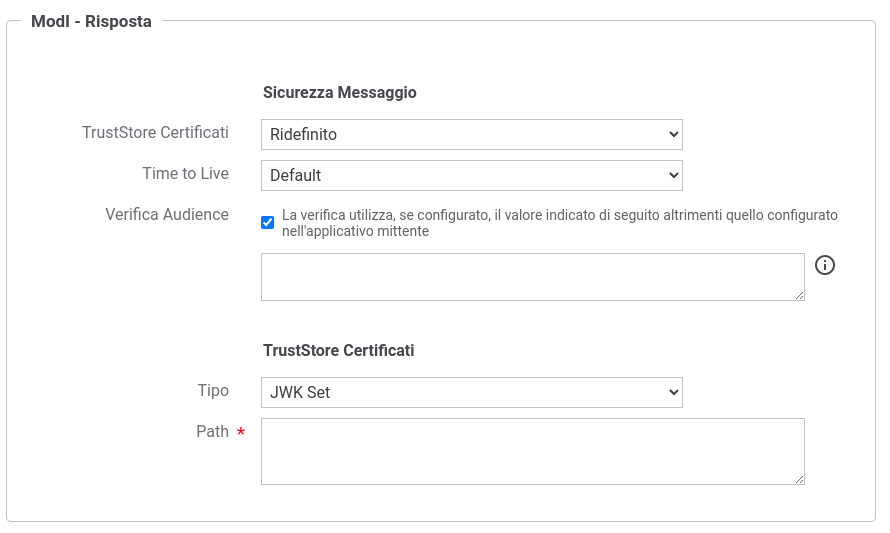 ModI - Risposta
Sicurezza Messaggio
TrustStore Certificati
Ridefinito
Time to Live
Default
Verifica Audience
La verifica utilizza, se configurato, il valore indicato di seguito altrimenti quello configurato
nell'applicativo mittente
TrustStore Certificati
Tipo
JWK Set
Path *